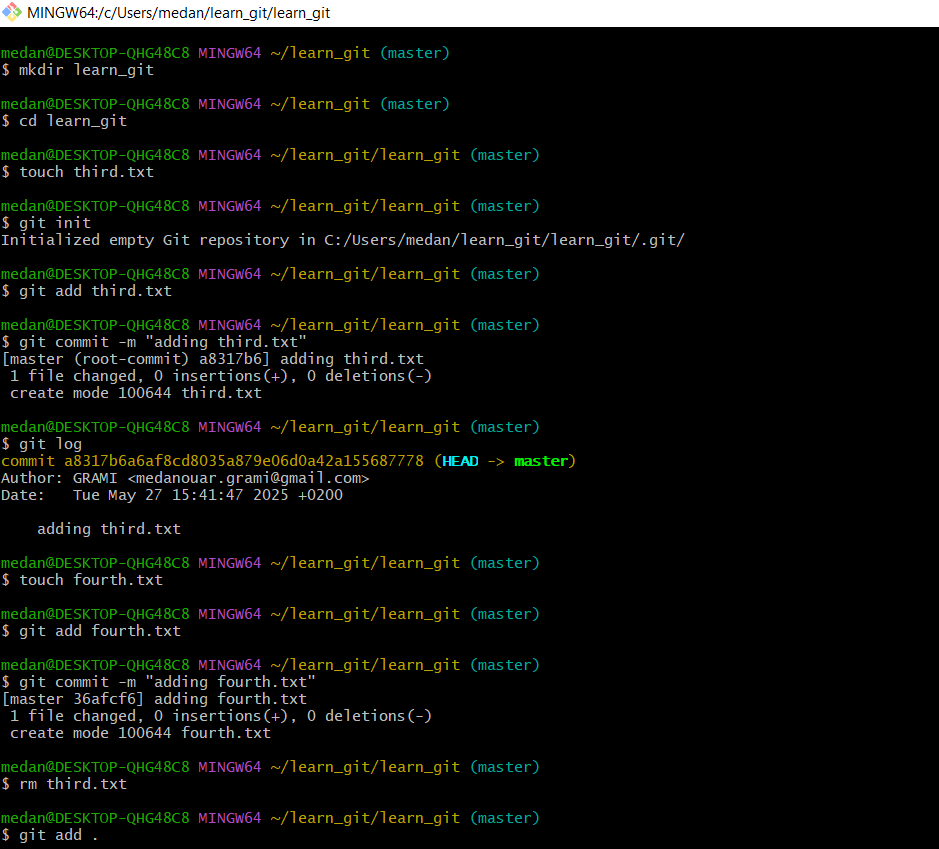 MINGW64:/c/Users/medan/learn_git/learn_git
medan@DESKTOP-QHG48C8 MINGW64 ~/learn_git (master)
$ mkdir learn_git
medan@DESKTOP-QHG48C8 MINGW64 ~/learn_git (master)
$ cd learn_git
medan@DESKTOP-QHG48C8 MINGW64 ~/learn_git/learn_git (master)
$ touch third.txt
medan@DESKTOP-QHG48C8 MINGW64 ~/learn_git/learn_git (master)
$ git init
Initialized empty Git repository in C:/Users/medan/learn_git/learn_git/.git/
medan@DESKTOP-QHG48C8 MINGW64 ~/learn_git/learn_git (master)
$ git add third.txt
medan@DESKTOP-QHG48C8 MINGW64 ~/learn_git/learn_git (master)
$ git commit -m "adding third.txt"
[master (root-commit) a8317b6] adding third.txt
 1 file changed, 0 insertions(+), 0 deletions(-)
 create mode 100644 third.txt
medan@DESKTOP-QHG48C8 MINGW64 ~/learn_git/learn_git (master)
$ git log
commit a8317b6a6af8cd8035a879e06d0a42a155687778 (HEAD -> master)
Author: GRAMI <medanouar.grami@gmail.com>
Date:   Tue May 27 15:41:47 2025 +0200
    adding third.txt
medan@DESKTOP-QHG48C8 MINGW64 ~/learn_git/learn_git (master)
$ touch fourth.txt
medan@DESKTOP-QHG48C8 MINGW64 ~/learn_git/learn_git (master)
$ git add fourth.txt
medan@DESKTOP-QHG48C8 MINGW64 ~/learn_git/learn_git (master)
$ git commit -m "adding fourth.txt"
[master 36afcf6] adding fourth.txt
 1 file changed, 0 insertions(+), 0 deletions(-)
 create mode 100644 fourth.txt
medan@DESKTOP-QHG48C8 MINGW64 ~/learn_git/learn_git (master)
$ rm third.txt
medan@DESKTOP-QHG48C8 MINGW64 ~/learn_git/learn_git (master)
$ git add .